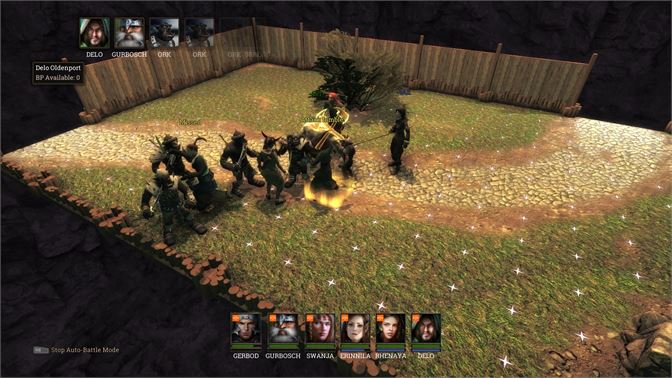 DELO
GURBOSCH
ORK
ORK
Delo Oldenport
BP Available: 0
Missed
Stop Auto-Battle Mode
GERBOD
GURBOSCH
SWANJA
ERINNILA
RHENAYA
DELO